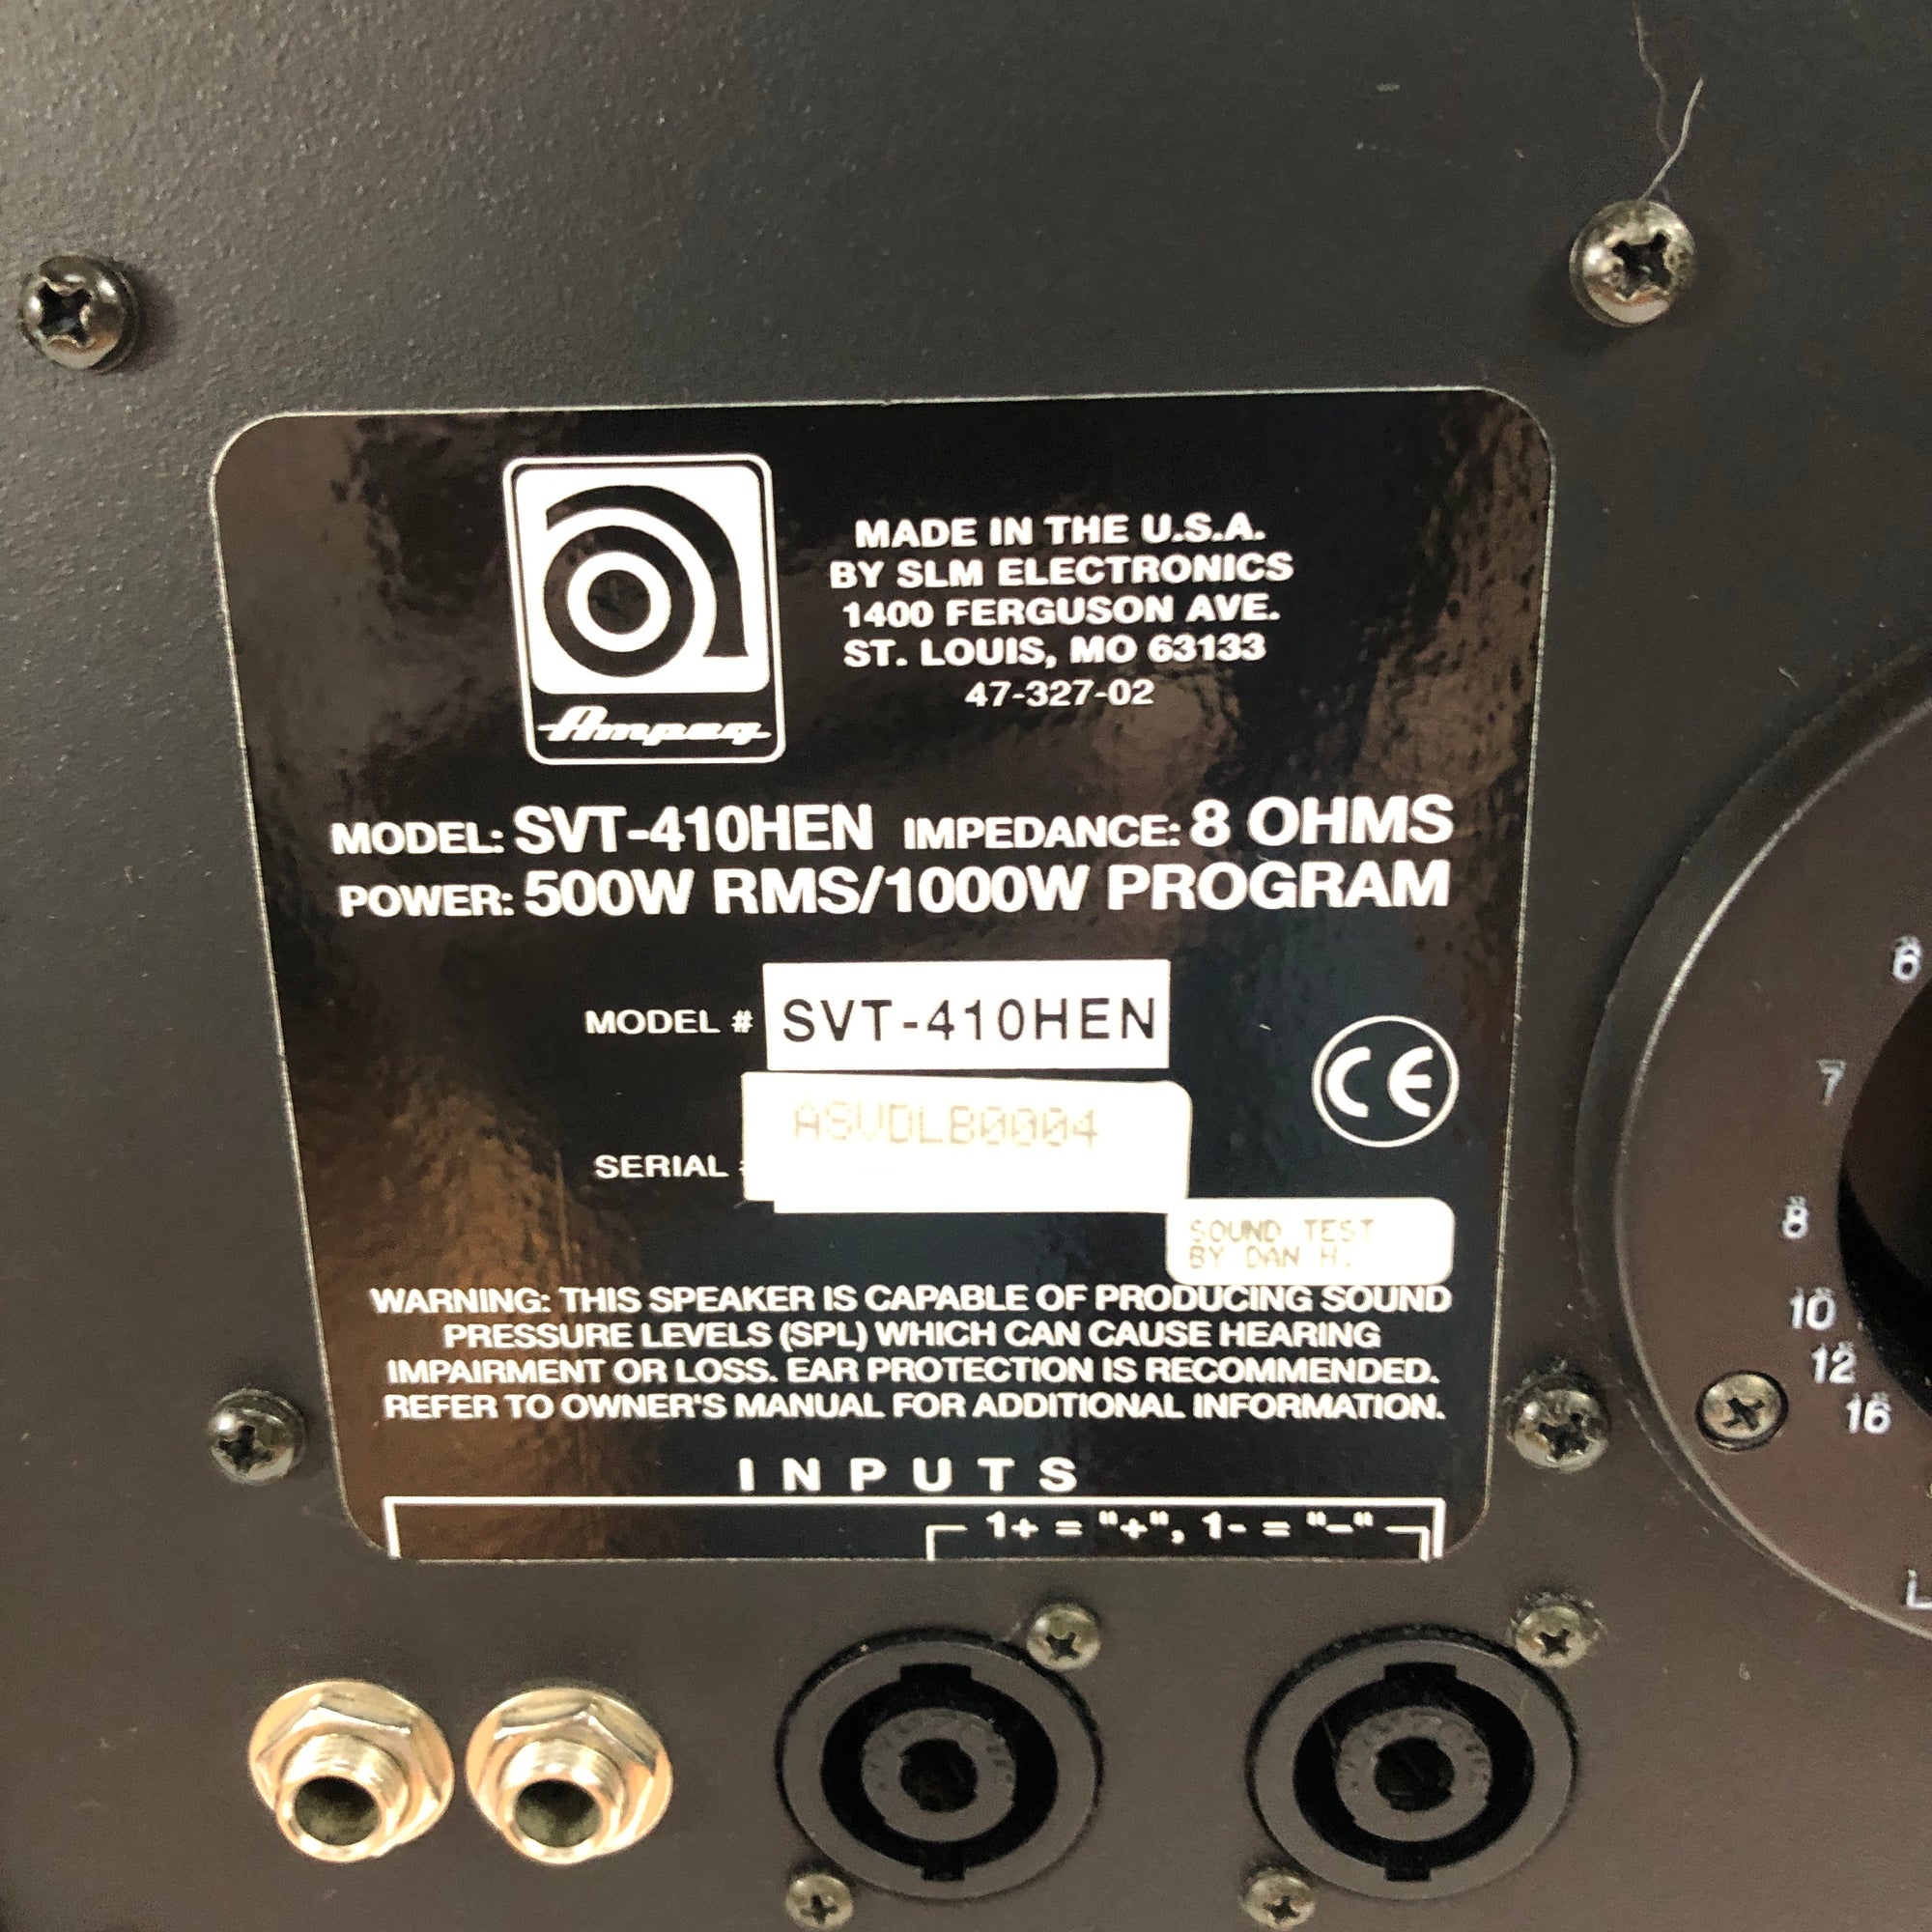 MADE IN THE U.S.A.
BY SLM ELECTRONICS
1400 FERGUSON AVE.
ST. LOUIS, MO 63133
47-327-02
Ampeg
MODEL: SVT-410HEN IMPEDANCE: 8 OHMS
POWER: 500W RMS/1000W PROGRAM
MODEL # SVT-410HEN
CE
ASVDLB0004
SERIAL
SOUND TEST
BY DAN H.
WARNING: THIS SPEAKER IS CAPABLE OF PRODUCING SOUND
PRESSURE LEVELS (SPL) WHICH CAN CAUSE HEARING
IMPAIRMENT OR LOSS. EAR PROTECTION IS RECOMMENDED.
REFER TO OWNER'S MANUAL FOR ADDITIONAL INFORMATION.
INPUTS
1+ = "+", 1- = "–"
6
7
8
10
12
16